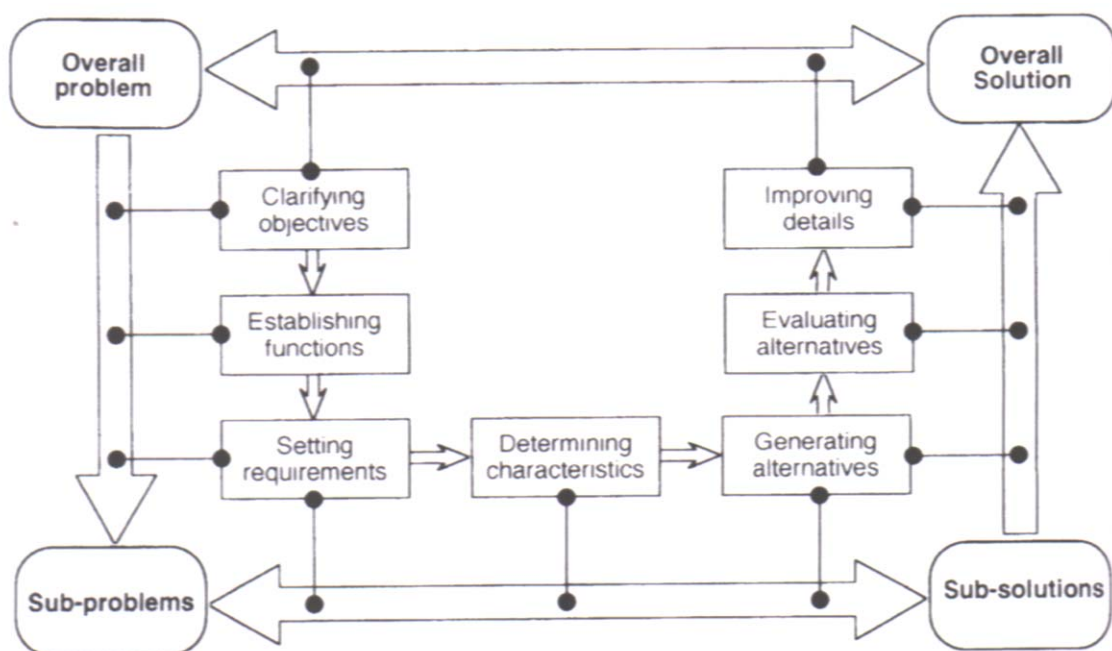 Overall
problem
Overall
Solution
Clarifying
objectives
Improving
details
Establishing
functions
Evaluating
alternatives
Setting
requirements
Determining
characteristics
Generating
alternatives
Sub-problems
Sub-solutions